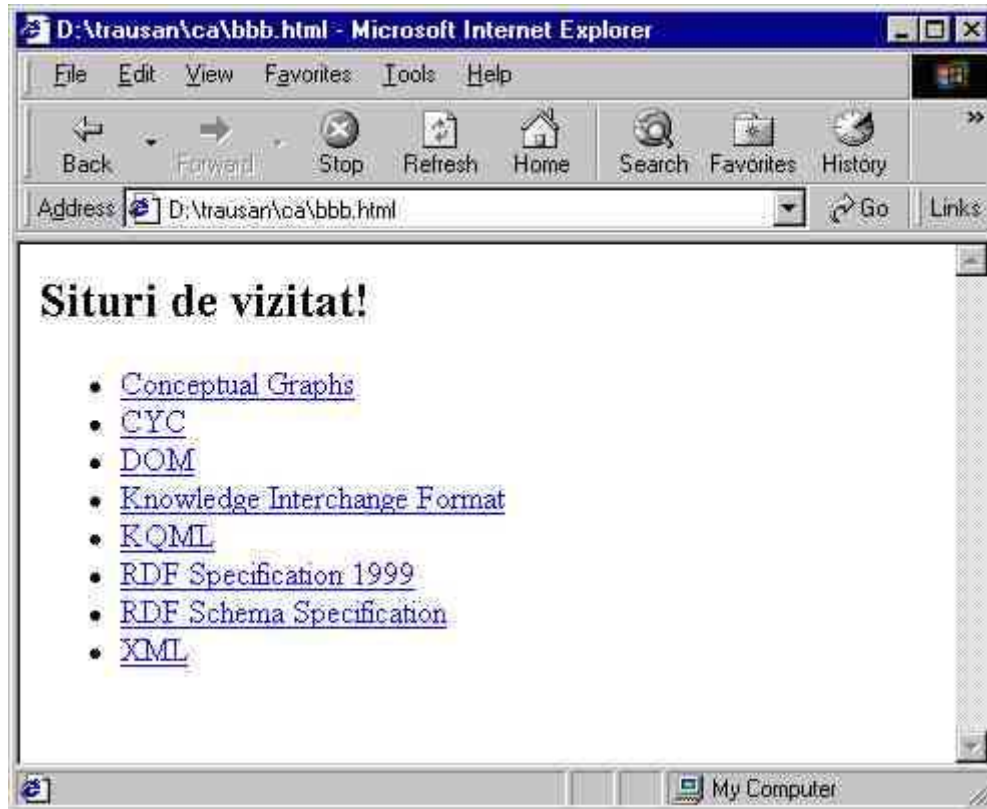 D:\trausan\ca\bbb.html - Microsoft Internet Explorer
File Edit View Favorites Tools Help
Back Forward Stop Refresh Home Search Favorites History »
Address D:\trausan\ca\bbb.html Go Links
Situri de vizitat!
• Conceptual Graphs
• CYC
• DOM
• Knowledge Interchange Format
• KQML
• RDF Specification 1999
• RDF Schema Specification
• XML
My Computer